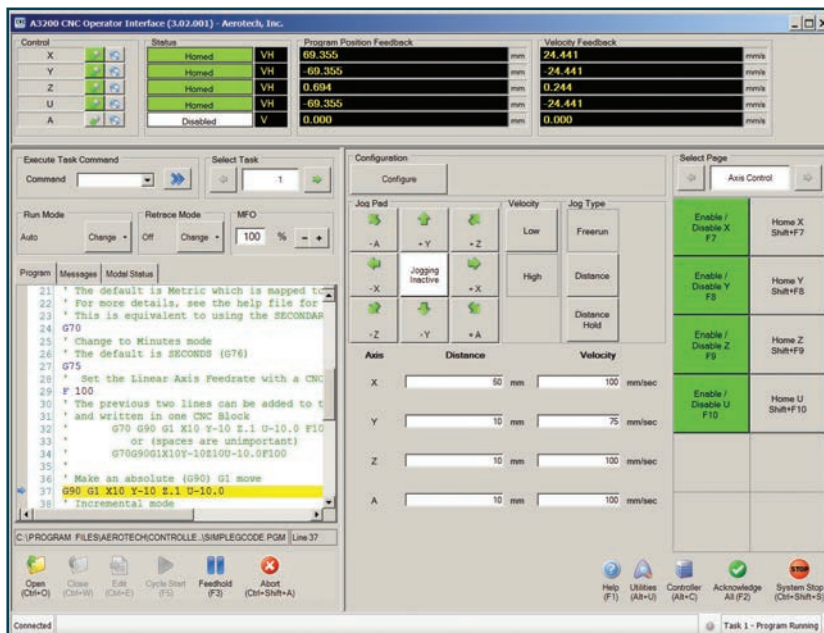 A3200 CNC Operator Interface (3.02.001) - Aerotech, Inc.
Control Status Program Position Feedback Velocity Feedback
X Homed VH 69.355 mm 24.441 mm/s
Y Homed VH -69.355 mm -24.441 mm/s
Z Homed VH 0.694 mm 0.244 mm/s
U Homed VH -69.355 mm -24.441 mm/s
A Disabled V 0.000 mm 0.000 mm/s
Execute Task Command Select Task
Command 1
Run Mode Retrace Mode MFO
Auto Change Off Change 100 % - +
Program Messages Modal Status
21 ' The default is Metric which is mapped to
22 ' For more details, see the help file for
23 ' This is equivalent to using the SECONDAR
24 G70
25 ' Change to Minutes mode
26 ' The default is SECONDS (G76)
27 G75
28 ' Set the Linear Axis Feedrate with a CNC
29 F 100
30 ' The previous two lines can be added to t
31 ' and written in one CNC Block
32 ' G70 G90 G1 X10 Y-10 Z.1 U-10.0 F10
33 ' or (spaces are unimportant)
34 ' G70G90G1X10Y-10Z10U-10.0F100
35 '
36 ' Make an absolute (G90) G1 move
37 G90 G1 X10 Y-10 Z.1 U-10.0
38 ' Incremental mode
C:\PROGRAM FILES\AEROTECH\CONTROLLE..\SIMPLEGCODE.PGM Line 37
Open (Ctrl+O)
Close (Ctrl+W)
Edit (Ctrl+E)
Cycle Start (F5)
Feedhold (F3)
Abort (Ctrl+Shift+A)
Configuration
Configure
Jog Pad Velocity Jog Type
-A +Y +Z Low Freerun
-X Jogging Inactive +X High Distance
-Z -Y +A Distance Hold
Axis Distance Velocity
X 50 mm 100 mm/sec
Y 10 mm 75 mm/sec
Z 10 mm 100 mm/sec
A 10 mm 100 mm/sec
Select Page
Axis Control
Enable / Disable X F7
Home X Shift+F7
Enable / Disable Y F8
Home Y Shift+F8
Enable / Disable Z F9
Home Z Shift+F9
Enable / Disable U F10
Home U Shift+F10
Help (F1)
Utilities (Alt+U)
Controller (Alt+C)
Acknowledge All (F2)
STOP
System Stop (Ctrl+Shift+S)
Connected
Task 1 - Program Running